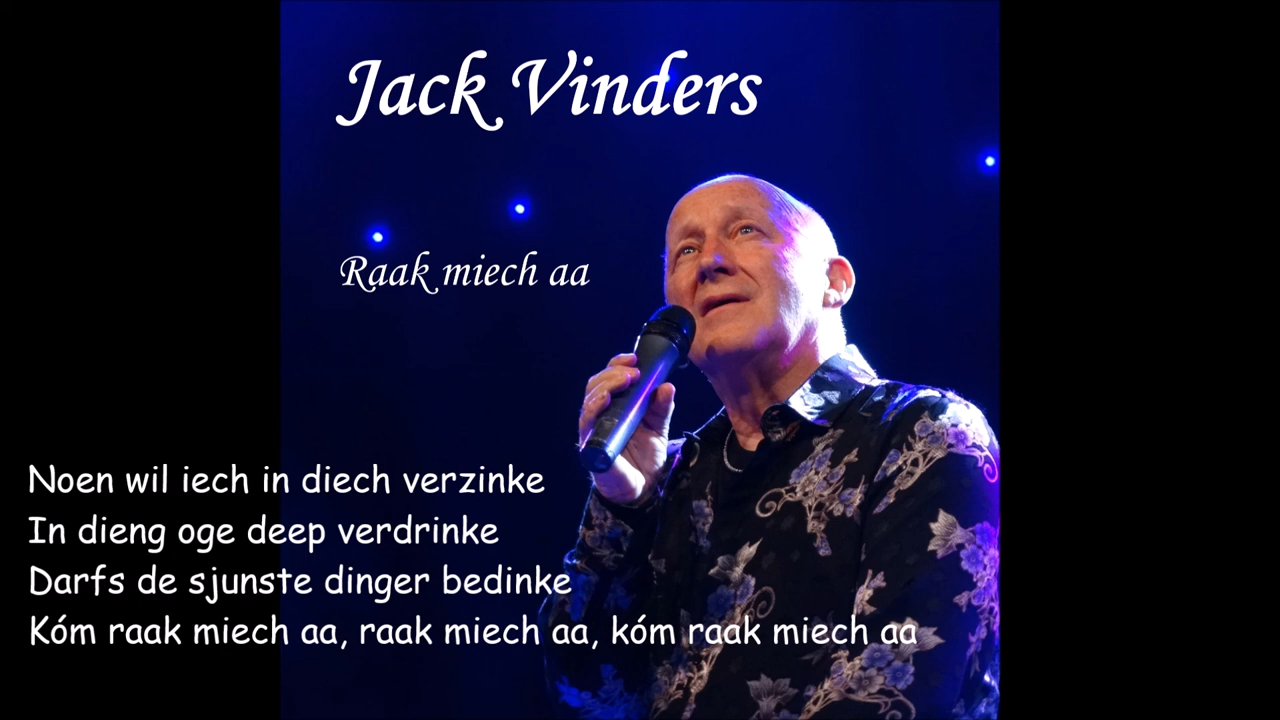 Jack Vinders
Raak miech aa
Noen wil iech in diech verzinke
In dieng oge deep verdrinke
Darfs de sjunste dinger bedinke
Kóm raak miech aa, raak miech aa, kóm raak miech aa